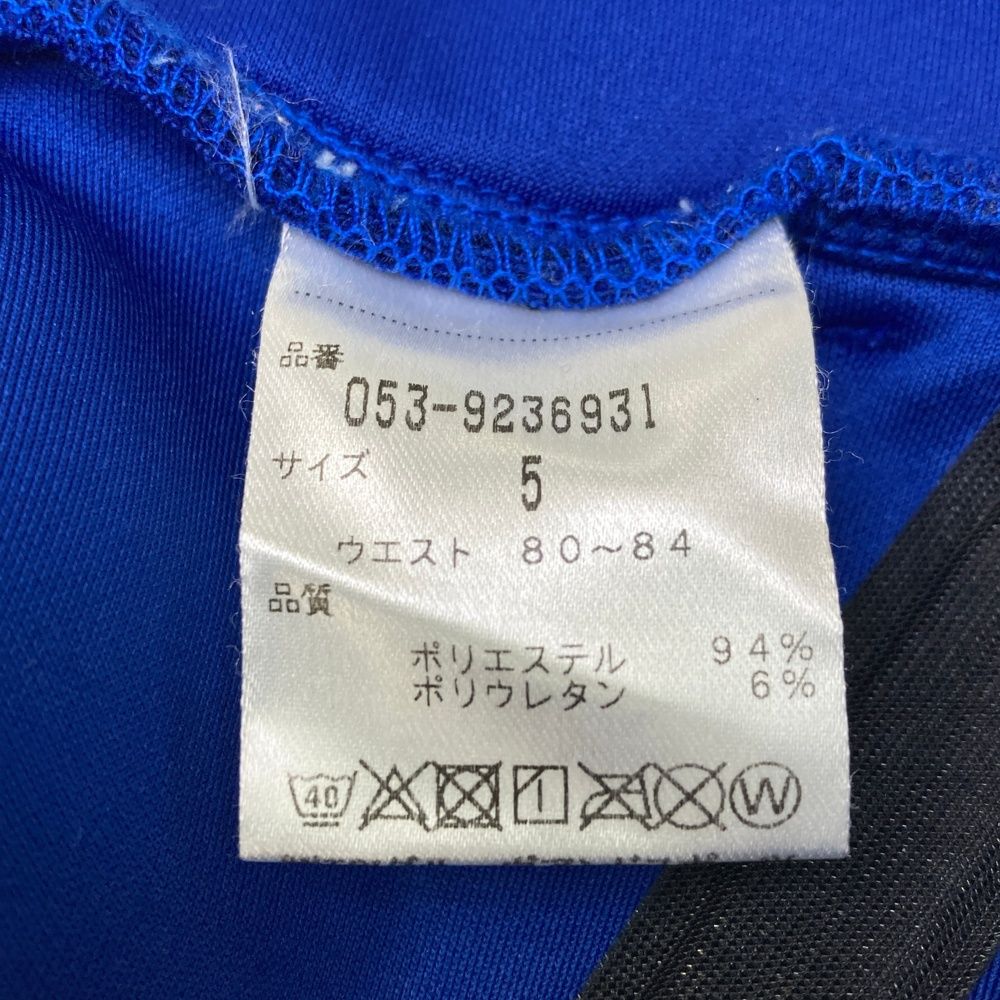 品番
053-9236931
サイズ 5
ウエスト 80～84
品質
ポリエステル 94%
ポリウレタン 6%
40 W